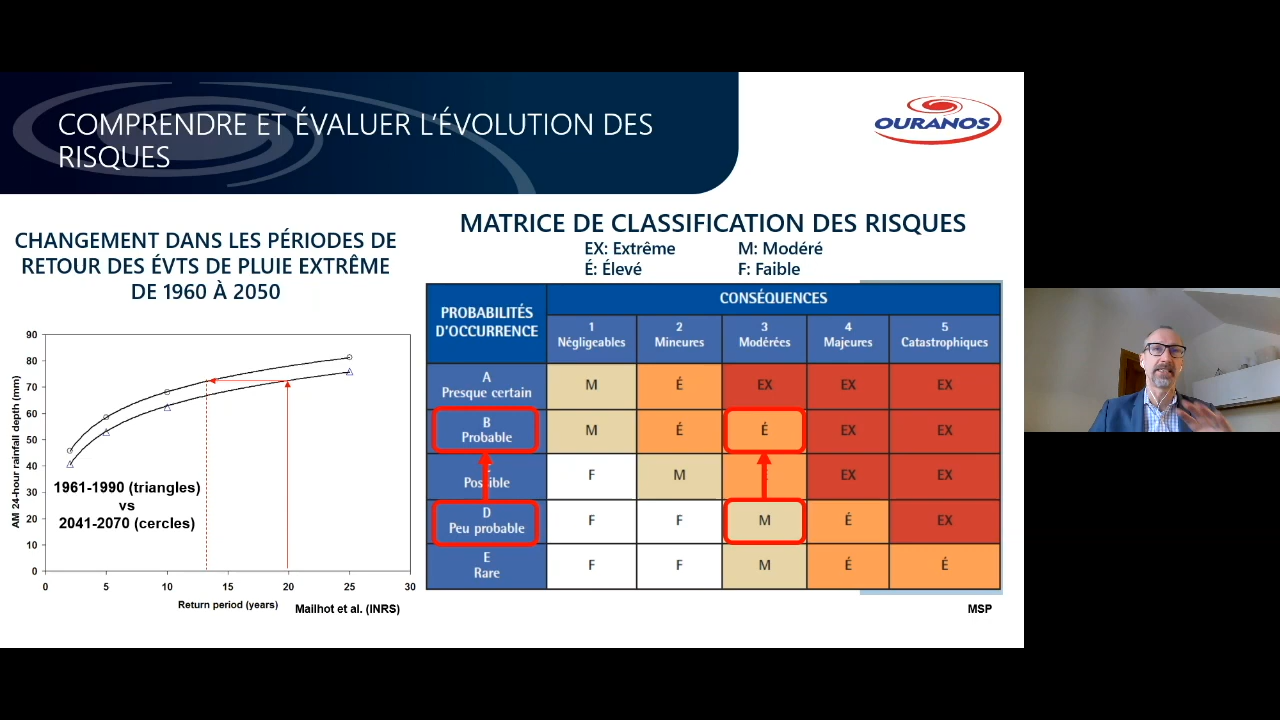 COMPRENDRE ET ÉVALUER L'ÉVOLUTION DES
RISQUES
OURANOS
CHANGEMENT DANS LES PÉRIODES DE
RETOUR DES ÉVTS DE PLUIE EXTRÊME
DE 1960 À 2050
90
80
70
60
50
40
30
20
10
0
AM 24-hour rainfall depth (mm)
1961-1990 (triangles)
vs
2041-2070 (cercles)
0 5 10 15 20 25 30
Return period (years)
Mailhot et al. (INRS)
MATRICE DE CLASSIFICATION DES RISQUES
EX: Extrême M: Modéré
É: Élevé F: Faible
PROBABILITÉS
D'OCCURRENCE
CONSÉQUENCES
1 2 3 4 5
Négligeables Mineures Modérées Majeures Catastrophiques
A
Presque certain
M É EX EX EX
B
Probable
M É É EX EX
Possible
F M EX EX
D
Peu probable
F F M É EX
E
Rare
F F M É É
MSP